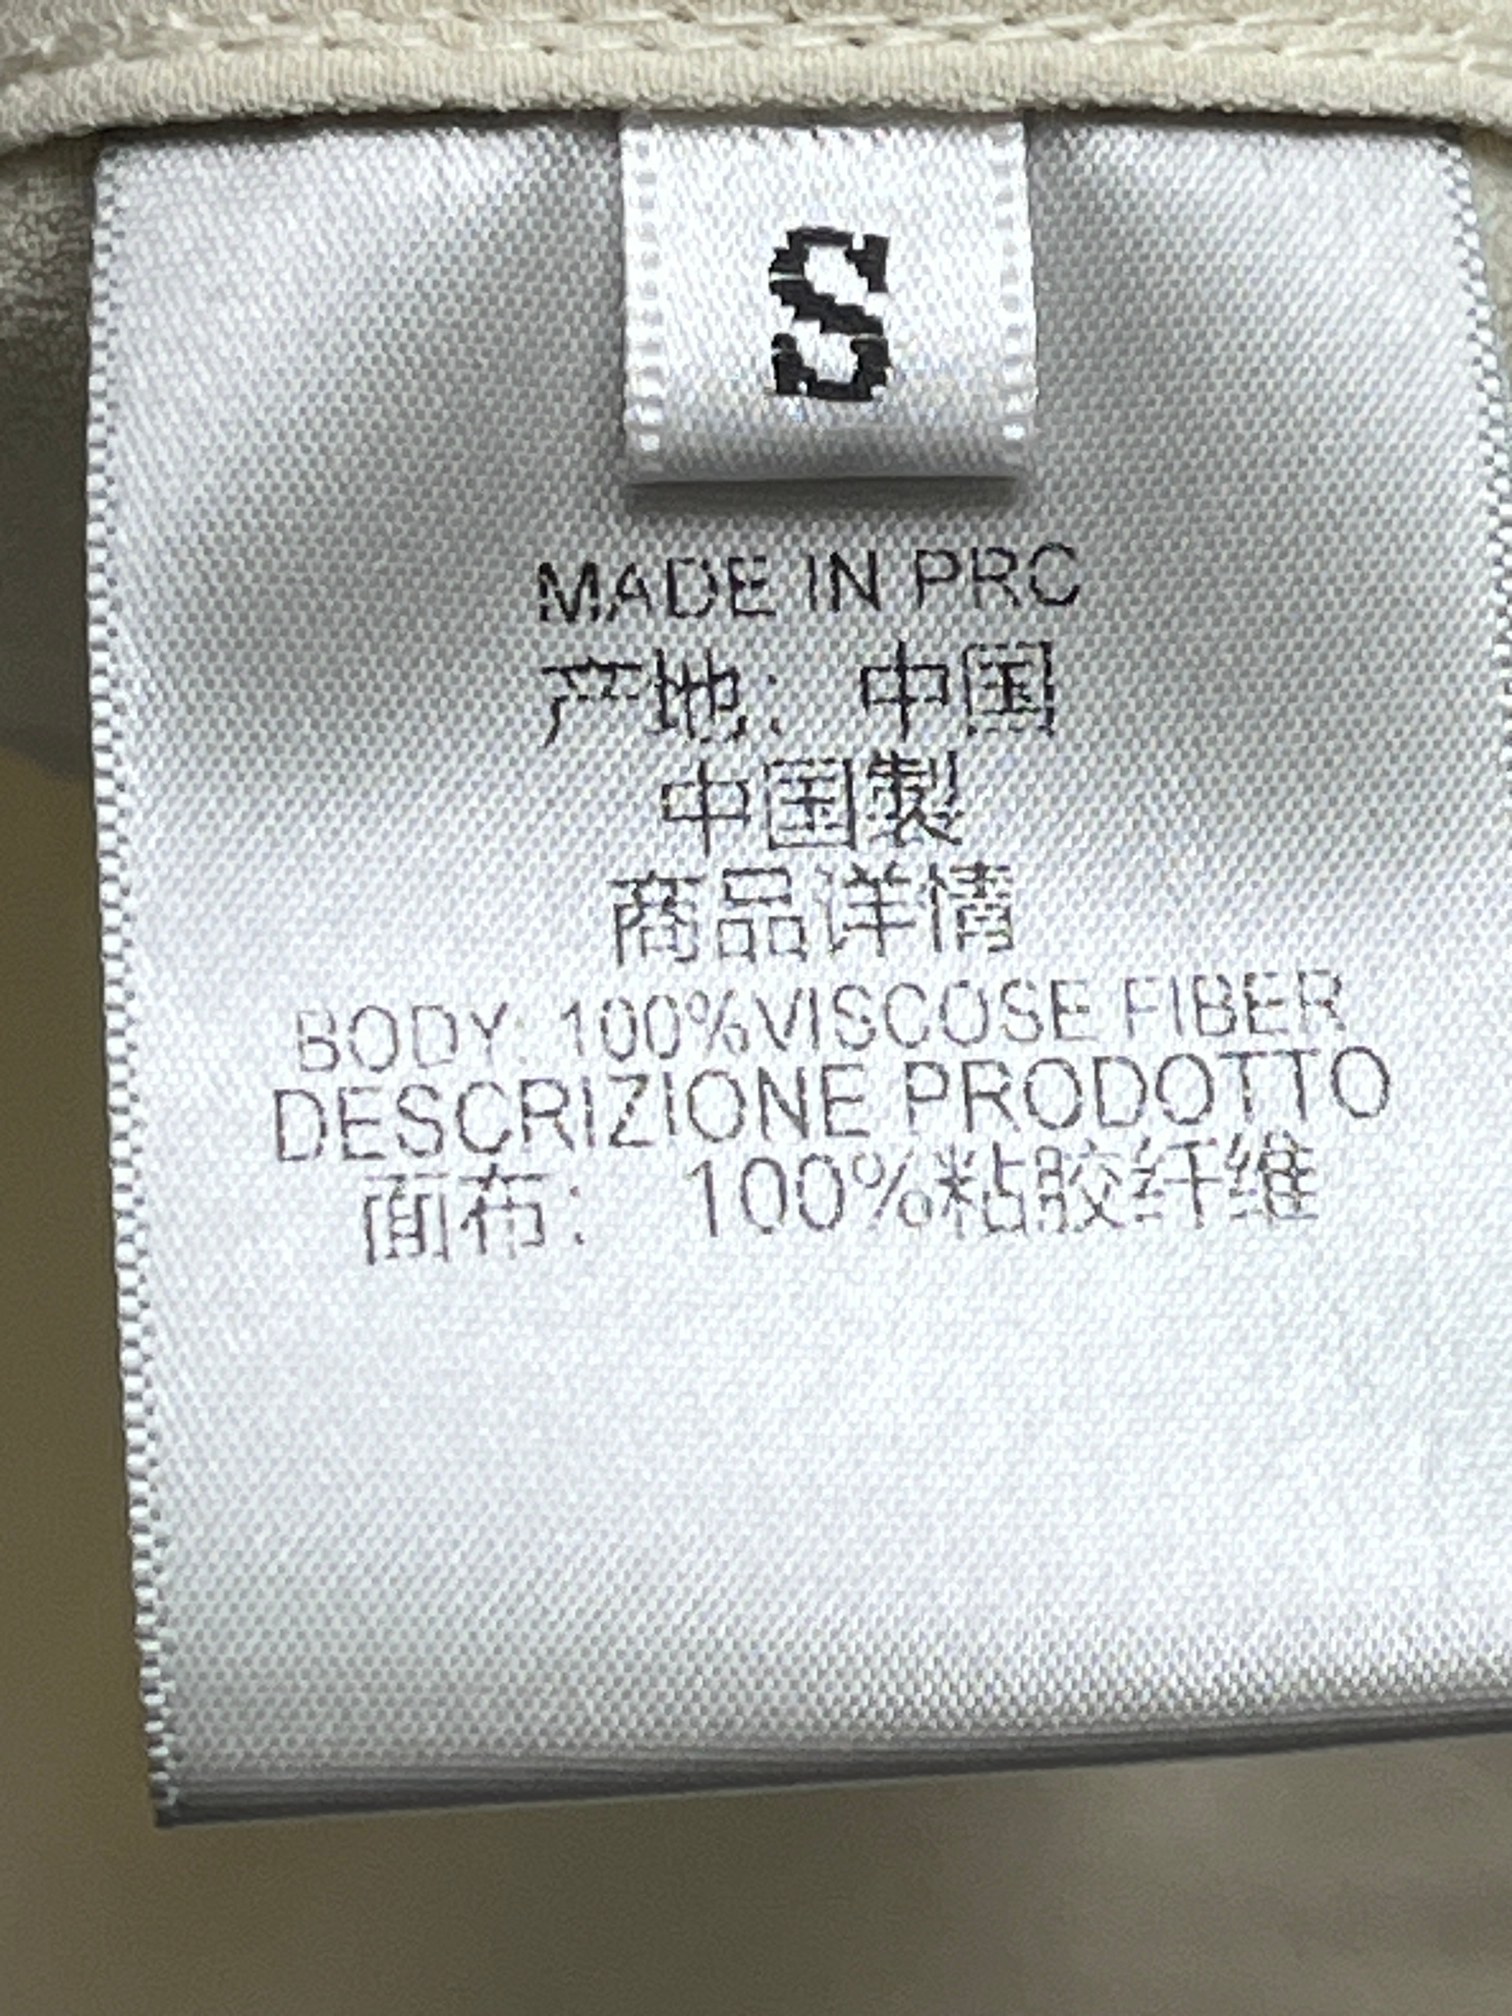 S
MADE IN PRC
产地: 中国
中国製
商品详情
BODY: 100%VISCOSE FIBER
DESCRIZIONE PRODOTTO
面布: 100%粘胶纤维